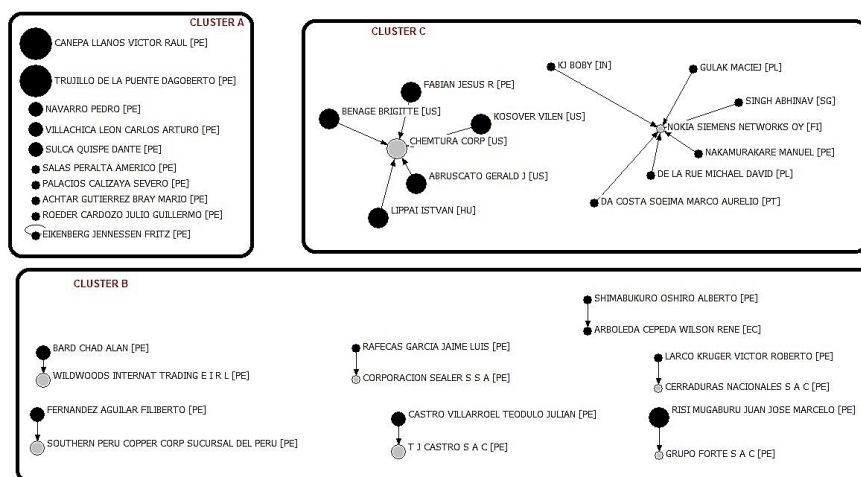 CLUSTER A
CANEPA LLANOS VICTOR RAUL [PE]
TRUJILLO DE LA PUENTE DAGOBERTO [PE]
NAVARRO PEDRO [PE]
VILLACHICA LEON CARLOS ARTURO [PE]
SULCA QUISPE DANTE [PE]
SALAS PERALTA AMERICO [PE]
PALACIOS CALIZAYA SEVERO [PE]
ACHTAR GUTIERREZ BRAY MARIO [PE]
ROEDER CARDOZO JULIO GUILLERMO [PE]
EIKENBERG JENNESSEN FRITZ [PE]
CLUSTER C
FABIAN JESUS R [PE]
BENAGE BRIGITTE [US]
KOSOVER VILEN [US]
CHEMTURA CORP [US]
ABRUSCATO GERALD J [US]
LIPPAI ISTVAN [HU]
KJ BOBY [IN]
GULAK MACIEJ [PL]
SINGH ABHINAV [SG]
NOKIA SIEMENS NETWORKS OY [FI]
NAKAMURAKARE MANUEL [PE]
DE LA RUE MICHAEL DAVID [PL]
DA COSTA SOEIMA MARCO AURELIO [PT]
CLUSTER B
SHIMABUKURO OSHIRO ALBERTO [PE]
ARBOLEDA CEPEDA WILSON RENE [EC]
BARD CHAD ALAN [PE]
WILDWOODS INTERNAT TRADING E I R L [PE]
RAFECAS GARCIA JAIME LUIS [PE]
CORPORACION SEALER S S A [PE]
LARCO KRUGER VICTOR ROBERTO [PE]
CERRADURAS NACIONALES S A C [PE]
FERNANDEZ AGUILAR FILIBERTO [PE]
SOUTHERN PERU COPPER CORP SUCURSAL DEL PERU [PE]
CASTRO VILLARROEL TEODULO JULIAN [PE]
T J CASTRO S A C [PE]
RISI MUGABURU JUAN JOSE MARCELO [PE]
GRUPO FORTE S A C [PE]